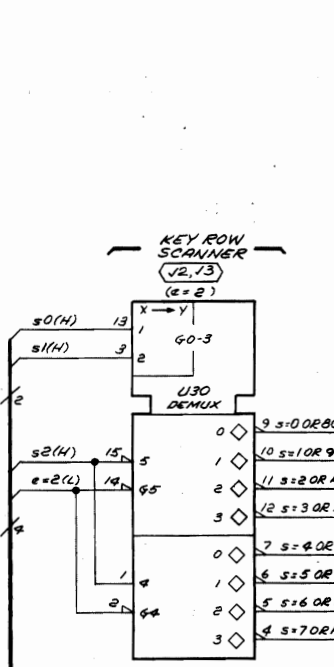 KEY ROW
SCANNER
J2, J3
(e=2)
X → Y
s0(H) 13 1 G0-3
s1(H) 3 2
2
U30
DEMUX
0 9
s2(H) 15 5 1 10
e=2(L) 14 G5 2 11
4
3 12
0 7
1 4 1 6
2 G4 2 5
3 4
s=0 OR
s=1 OR 9
s=2 OR
s=3 OR
s=4 OR
s=5 OR
s=6 OR
s=7 OR